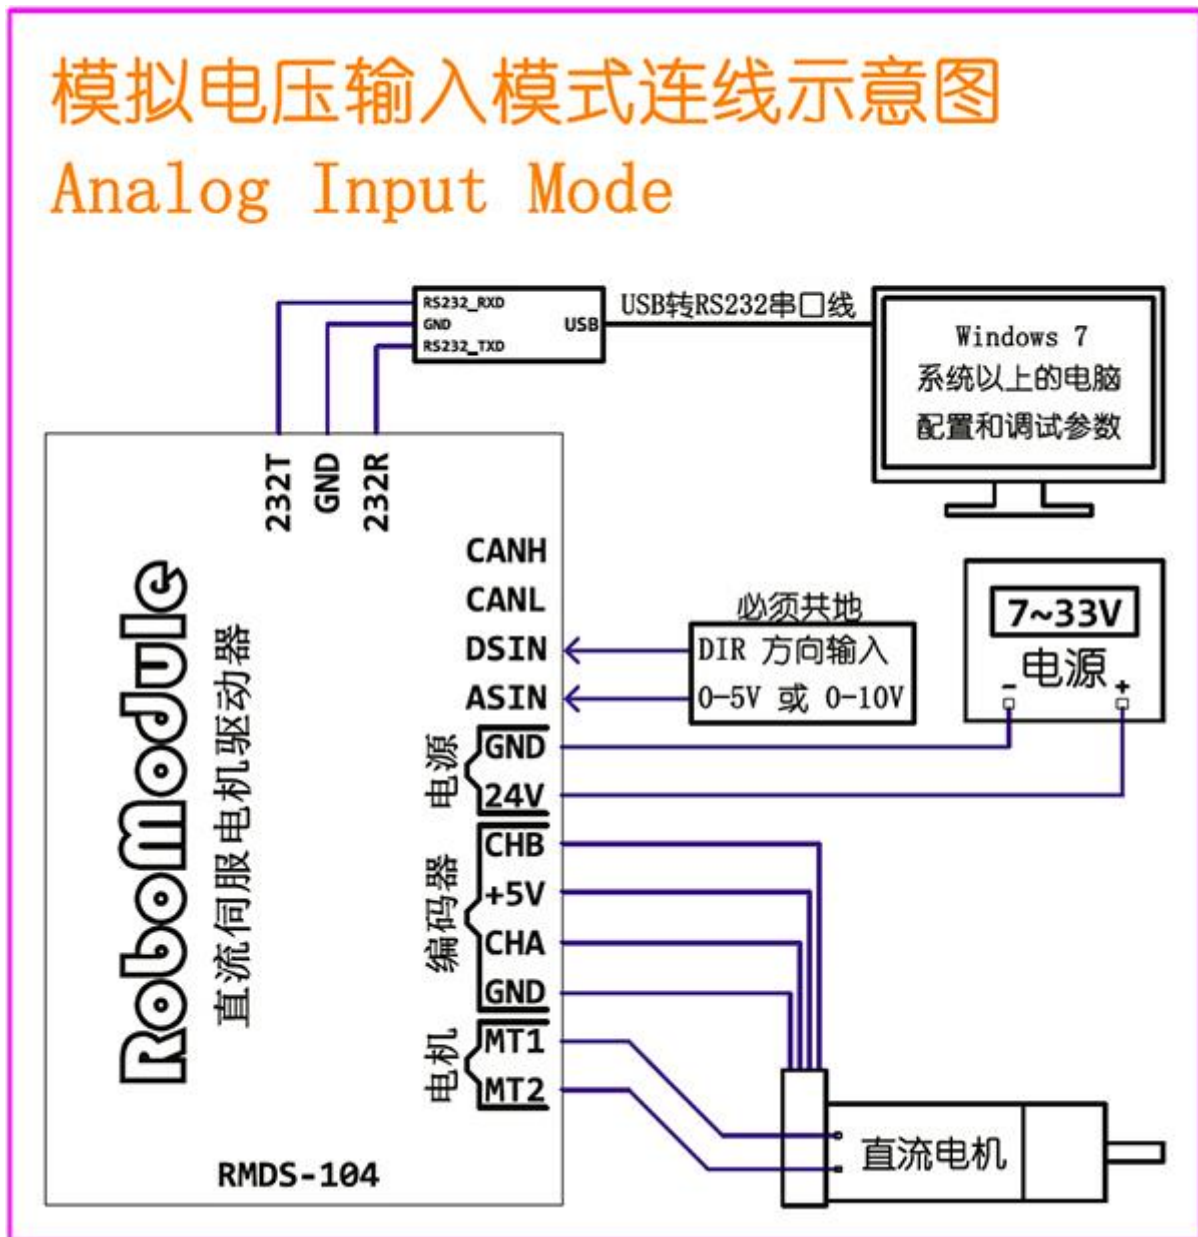 模拟电压输入模式连线示意图
Analog Input Mode
RS232_RXD
GND
RS232_TXD
USB
USB转RS232串口线
Windows 7
系统以上的电脑
配置和调试参数
232T
GND
232R
CANH
CANL
DSIN
ASIN
必须共地
DIR 方向输入
0-5V 或 0-10V
7~33V
电源
- +
RoboModule
直流伺服电机驱动器
电源
GND
24V
编码器
CHB
+5V
CHA
GND
电机
MT1
MT2
直流电机
RMDS-104